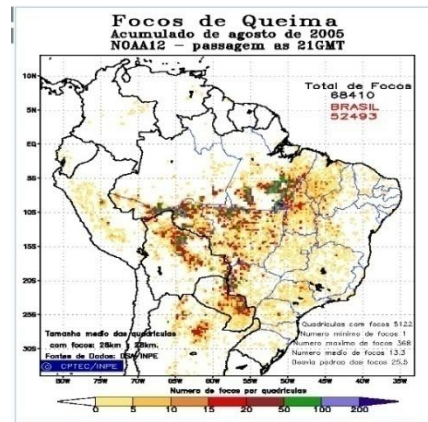 Focos de Queima
Acumulado de agosto de 2005
NOAA12 - passagem as 21GMT
Total de Focos
68410
BRASIL
52493
10N
5N
EQ
5S
10S
15S
20S
25S
30S
Tamanho medio das quadriculas
com focos: 28km x 28km.
Fontes de Dados: DSA/INPE
© CPTEC/INPE
Quadriculas com focos 5122
Numero minimo de focos 1
Numero maximo de focos 368
Numero medio de focos 13.3
Desvio padrao dos focos 25.5
80W 75W 70W 65W 60W 55W 50W 45W 40W 35W
Numero de focos por quadricula
0 5 10 15 20 50 100 200